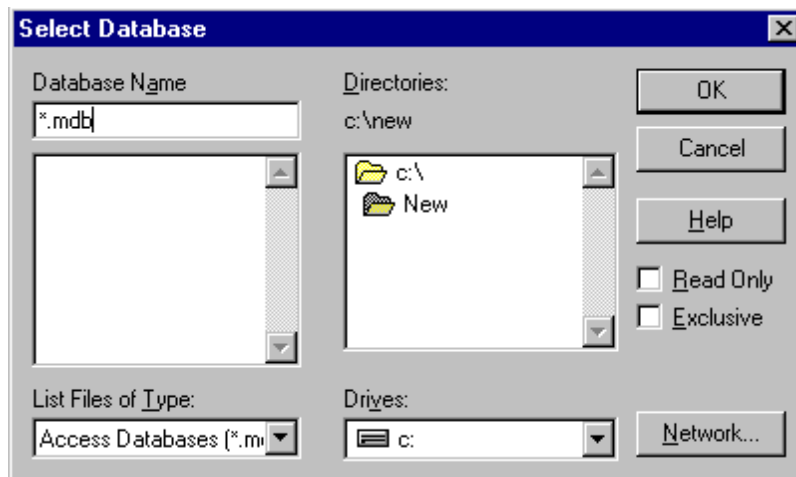 Select Database
Database Name
*.mdb
Directories:
c:\new
c:\
New
OK
Cancel
Help
Read Only
Exclusive
List Files of Type:
Access Databases (*.m
Drives:
c:
Network...